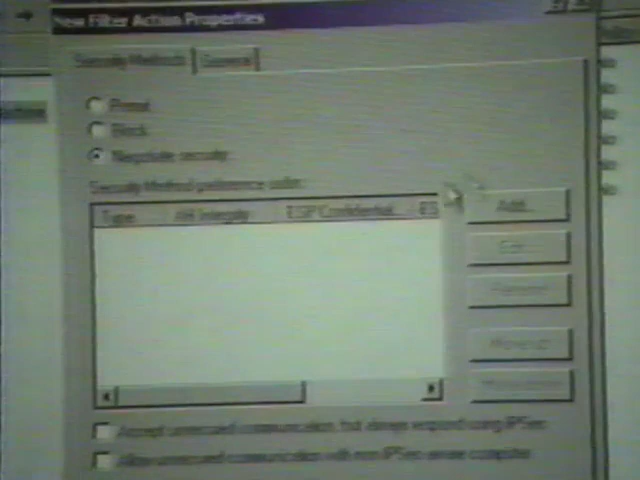 New Filter Action Properties
Security Methods General
Permit
Block
Negotiate security:
Security Method preference order:
Type AH Integrity ESP Confidential... ES
Add...
Edit...
Remove
Move up
Move down
Accept unsecured communication, but always respond using IPSec
Allow unsecured communication with non IPSec-aware computer